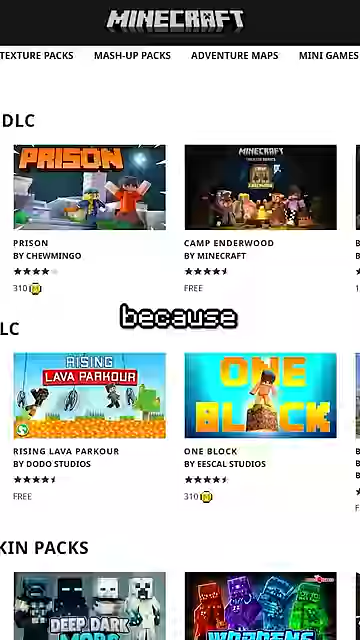 MINECRAFT
TEXTURE PACKS MASH-UP PACKS ADVENTURE MAPS MINI GAMES
DLC
PRISON
MINECRAFT
PRISON
BY CHEWMINGO
310
CAMP ENDERWOOD
BY MINECRAFT
FREE
because
LC
RISING
LAVA PARKOUR
ONE
BLOCK
RISING LAVA PARKOUR
BY DODO STUDIOS
FREE
ONE BLOCK
BY EESCAL STUDIOS
310
KIN PACKS
DEEP DARK
MOBS
WARDENS